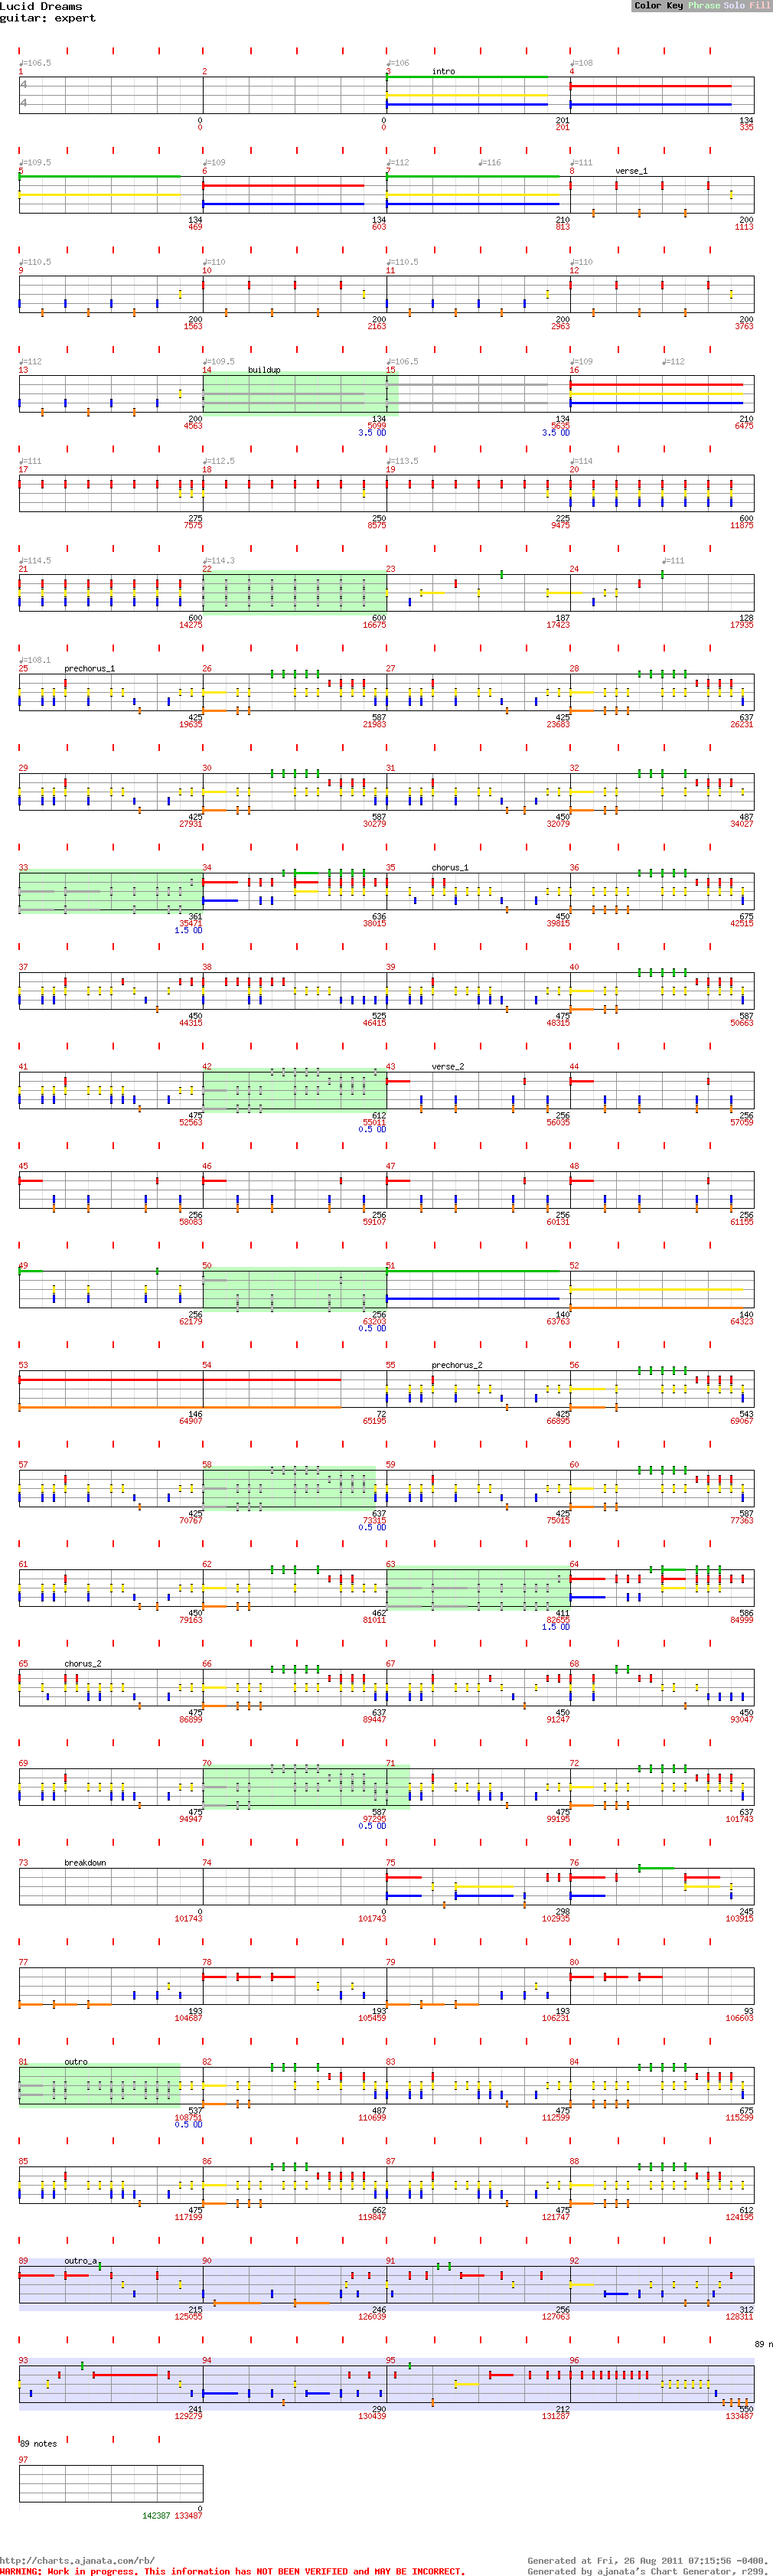 Lucid Dreams Color Key Phrase Solo Fill
guitar: expert
♩=106.5 ♩=106 ♩=108
1 2 3 intro 4
4
4
0 0 201 134
0 0 201 335
♩=109.5 ♩=109 ♩=112 ♩=116 ♩=111
5 6 7 8 verse_1
134 134 210 200
469 603 813 1113
♩=110.5 ♩=110 ♩=110.5 ♩=110
9 10 11 12
200 200 200 200
1563 2163 2963 3763
♩=112 ♩=109.5 ♩=106.5 ♩=109 ♩=112
13 14 buildup 15 16
200 134 134 210
4563 5099 5635 6475
3.5 OD 3.5 OD
♩=111 ♩=112.5 ♩=113.5 ♩=114
17 18 19 20
275 250 225 600
7575 8575 9475 11875
♩=114.5 ♩=114.3 ♩=111
21 22 23 24
600 600 187 128
14275 16675 17423 17935
♩=108.1
25 prechorus_1 26 27 28
425 587 425 637
19635 21983 23683 26231
29 30 31 32
425 587 450 487
27931 30279 32079 34027
33 34 35 chorus_1 36
361 636 450 675
35471 38015 39815 42515
1.5 OD
37 38 39 40
450 525 475 587
44315 46415 48315 50663
41 42 43 verse_2 44
475 612 256 256
52563 55011 56035 57059
0.5 OD
45 46 47 48
256 256 256 256
58083 59107 60131 61155
49 50 51 52
256 256 140 140
62179 63203 63763 64323
0.5 OD
53 54 55 prechorus_2 56
146 72 425 543
64907 65195 66895 69067
57 58 59 60
425 637 425 587
70767 73315 75015 77363
0.5 OD
61 62 63 64
450 462 411 586
79163 81011 82655 84999
1.5 OD
65 chorus_2 66 67 68
475 637 450 450
86899 89447 91247 93047
69 70 71 72
475 587 475 637
94947 97295 99195 101743
0.5 OD
73 breakdown 74 75 76
0 0 298 245
101743 101743 102935 103915
77 78 79 80
193 193 193 93
104687 105459 106231 106603
81 outro 82 83 84
537 487 475 675
108751 110699 112599 115299
0.5 OD
85 86 87 88
475 662 475 612
117199 119847 121747 124195
89 outro_a 90 91 92
215 246 256 312
125055 126039 127063 128311
89 n
93 94 95 96
241 290 212 550
129279 130439 131287 133487
89 notes
97
0
142387 133487
http://charts.ajanata.com/rb/ Generated at Fri, 26 Aug 2011 07:15:56 -0400.
WARNING: Work in progress. This information has NOT BEEN VERIFIED and MAY BE INCORRECT. Generated by ajanata's Chart Generator, r299.